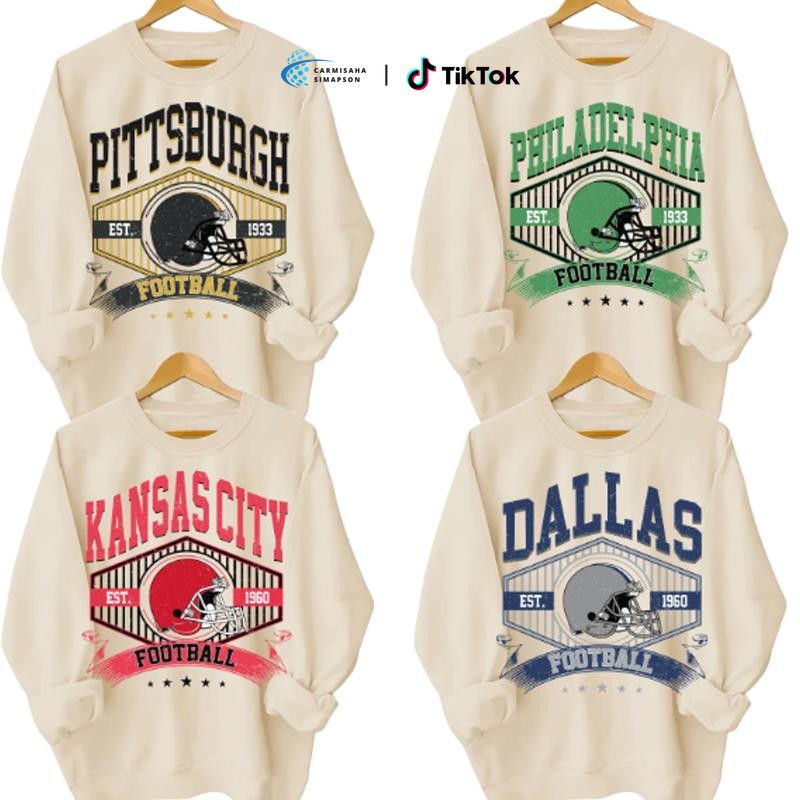 CARMISAHA
SIMAPSON
|
TikTok
PITTSBURGH
EST. 1933
FOOTBALL
PHILADELPHIA
EST. 1933
FOOTBALL
KANSAS CITY
EST. 1960
FOOTBALL
DALLAS
EST. 1960
FOOTBALL